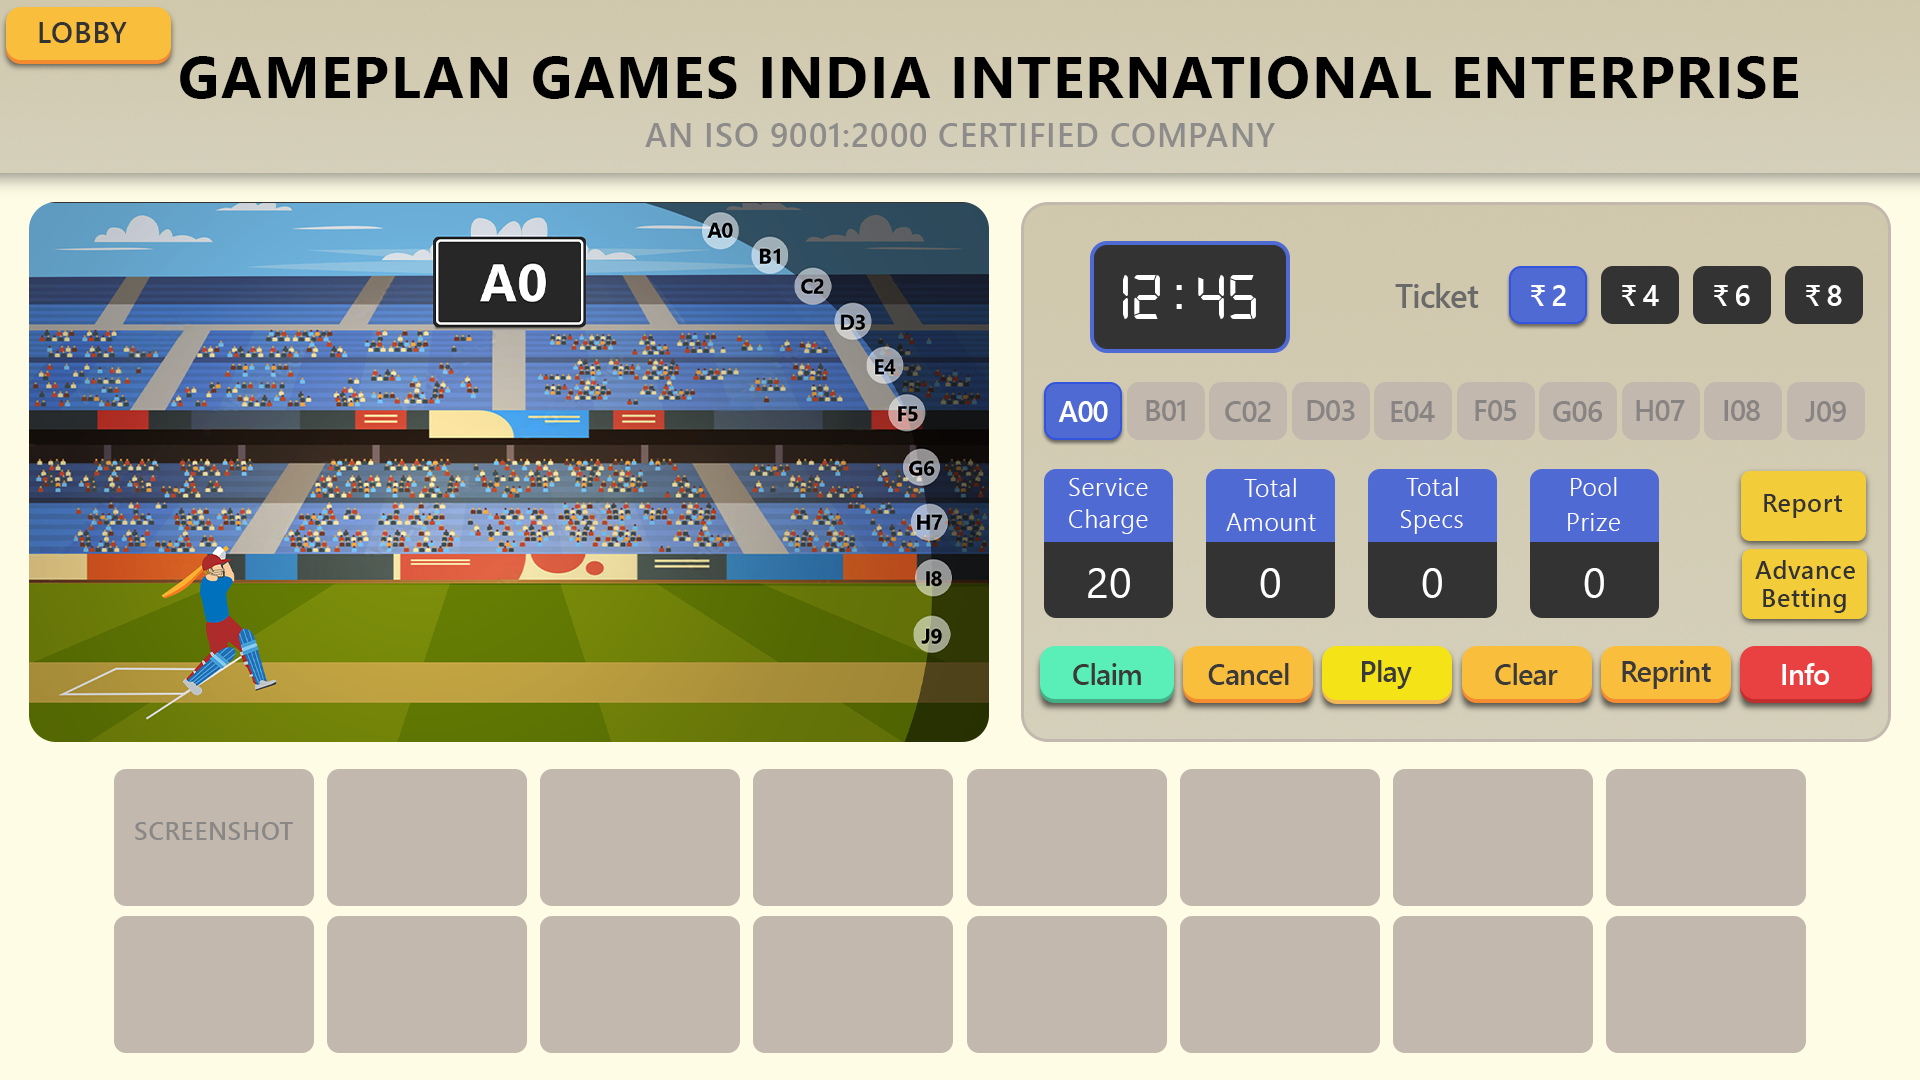 LOBBY
GAMEPLAN GAMES INDIA INTERNATIONAL ENTERPRISE
AN ISO 9001:2000 CERTIFIED COMPANY
A0
A0
B1
C2
D3
E4
F5
G6
H7
I8
J9
12:45
Ticket
₹ 2
₹ 4
₹ 6
₹ 8
A00
B01
C02
D03
E04
F05
G06
H07
I08
J09
Service
Charge
20
Total
Amount
0
Total
Specs
0
Pool
Prize
0
Report
Advance
Betting
Claim
Cancel
Play
Clear
Reprint
Info
SCREENSHOT